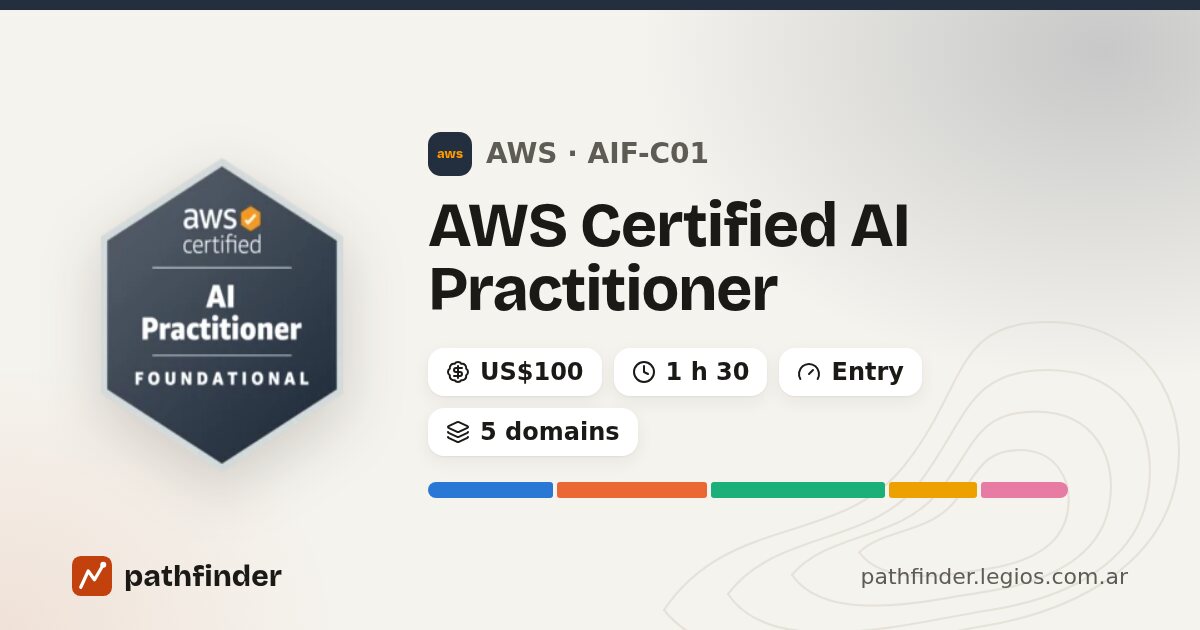 aws
certified
AI
Practitioner
FOUNDATIONAL
aws
AWS · AIF-C01
AWS Certified AI
Practitioner
US$100
1 h 30
Entry
5 domains
pathfinder
pathfinder.legios.com.ar